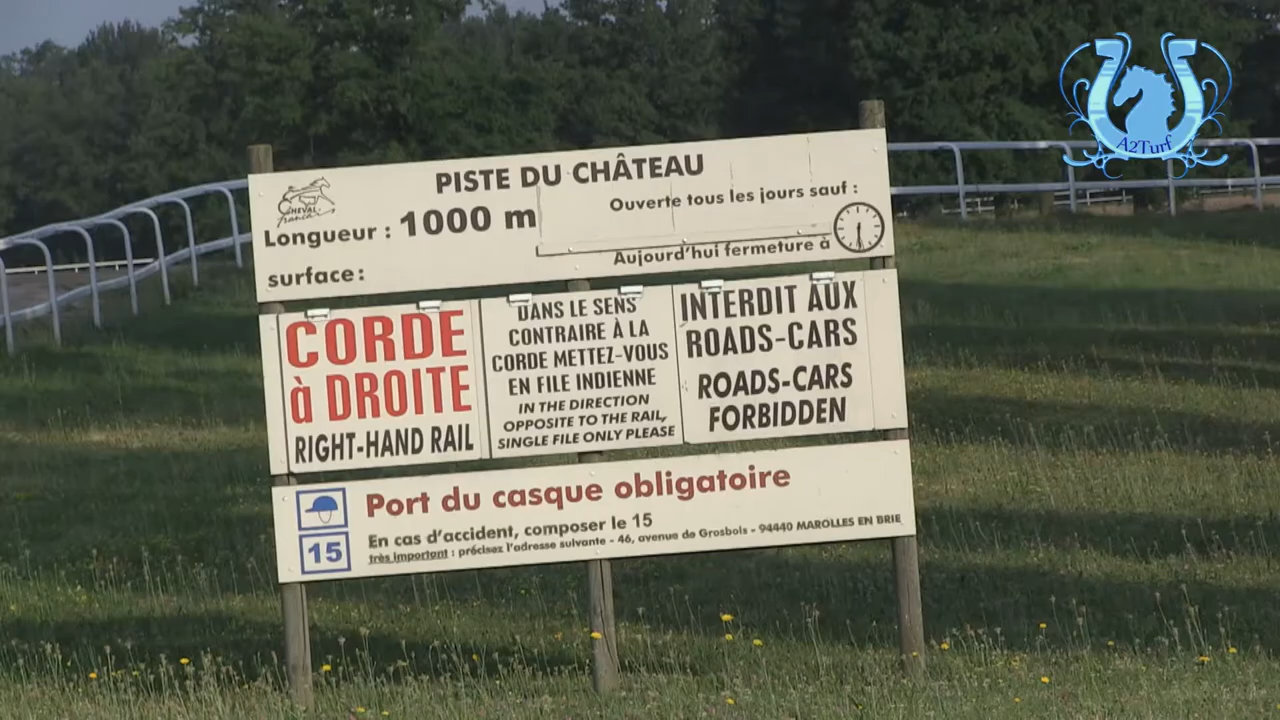 A2Turf
PISTE DU CHÂTEAU
CHEVAL
Français
Longueur : 1000 m
Ouverte tous les jours sauf :
Aujourd'hui fermeture à
surface :
CORDE
à DROITE
RIGHT-HAND RAIL
DANS LE SENS
CONTRAIRE À LA
CORDE METTEZ-VOUS
EN FILE INDIENNE
IN THE DIRECTION
OPPOSITE TO THE RAIL,
SINGLE FILE ONLY PLEASE
INTERDIT AUX
ROADS-CARS
ROADS-CARS
FORBIDDEN
Port du casque obligatoire
15
En cas d'accident, composer le 15
très important : précisez l'adresse suivante - 46, avenue de Grosbois - 94440 MAROLLES EN BRIE